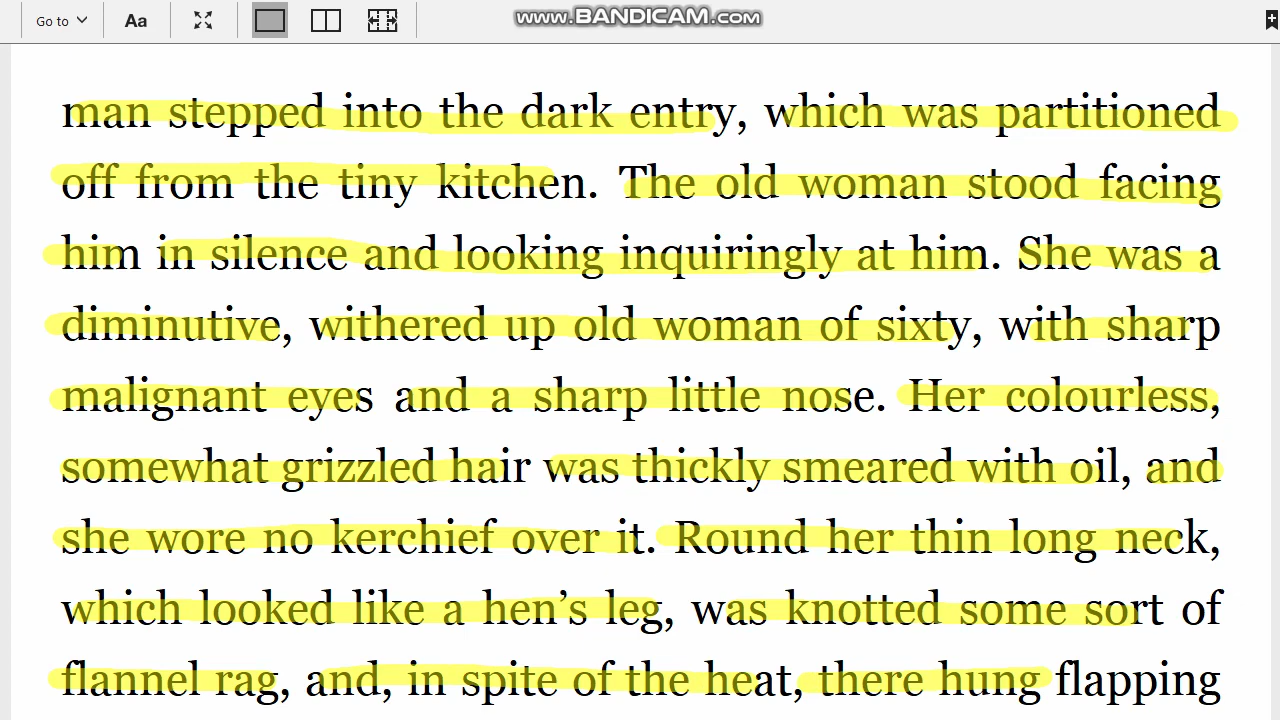 Go to Aa www.BANDICAM.com
man stepped into the dark entry, which was partitioned
off from the tiny kitchen. The old woman stood facing
him in silence and looking inquiringly at him. She was a
diminutive, withered up old woman of sixty, with sharp
malignant eyes and a sharp little nose. Her colourless,
somewhat grizzled hair was thickly smeared with oil, and
she wore no kerchief over it. Round her thin long neck,
which looked like a hen’s leg, was knotted some sort of
flannel rag, and, in spite of the heat, there hung flapping